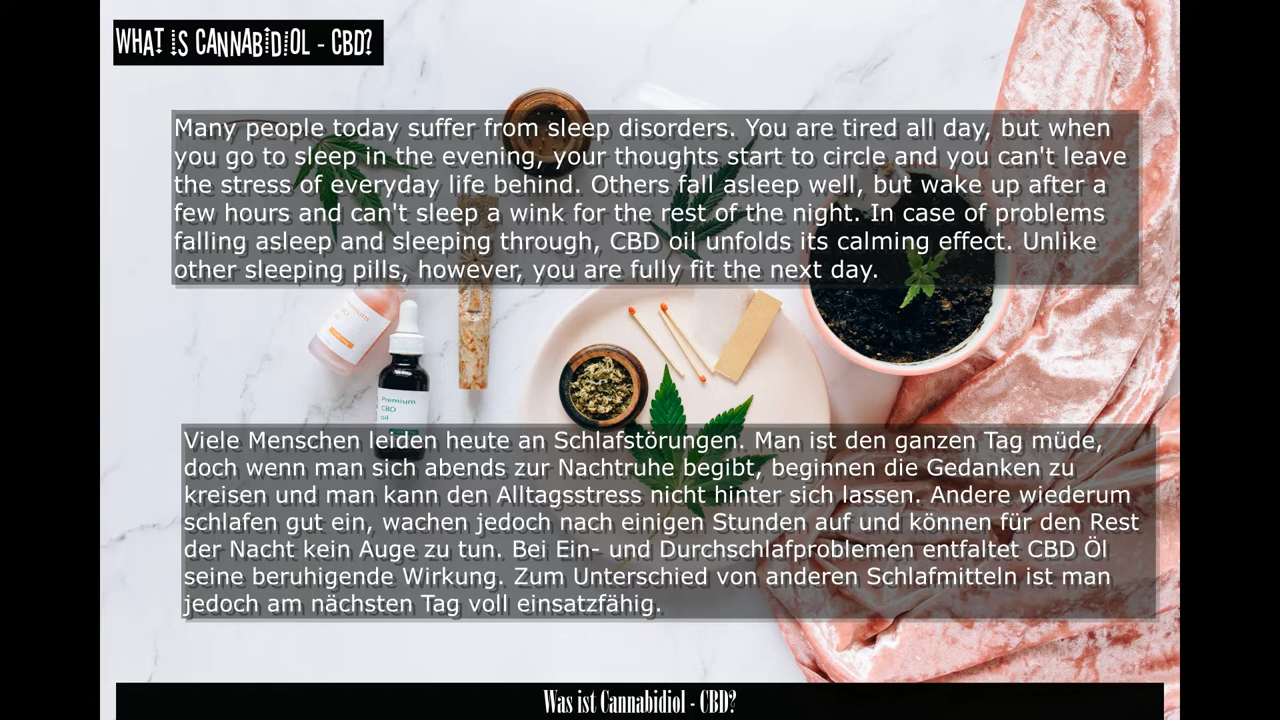 WHAT IS CANNABIDIOL - CBD?
Many people today suffer from sleep disorders. You are tired all day, but when
you go to sleep in the evening, your thoughts start to circle and you can't leave
the stress of everyday life behind. Others fall asleep well, but wake up after a
few hours and can't sleep a wink for the rest of the night. In case of problems
falling asleep and sleeping through, CBD oil unfolds its calming effect. Unlike
other sleeping pills, however, you are fully fit the next day.
Premium
CBD
oil
Viele Menschen leiden heute an Schlafstörungen. Man ist den ganzen Tag müde,
doch wenn man sich abends zur Nachtruhe begibt, beginnen die Gedanken zu
kreisen und man kann den Alltagsstress nicht hinter sich lassen. Andere wiederum
schlafen gut ein, wachen jedoch nach einigen Stunden auf und können für den Rest
der Nacht kein Auge zu tun. Bei Ein- und Durchschlafproblemen entfaltet CBD Öl
seine beruhigende Wirkung. Zum Unterschied von anderen Schlafmitteln ist man
jedoch am nächsten Tag voll einsatzfähig.
Was ist Cannabidiol - CBD?